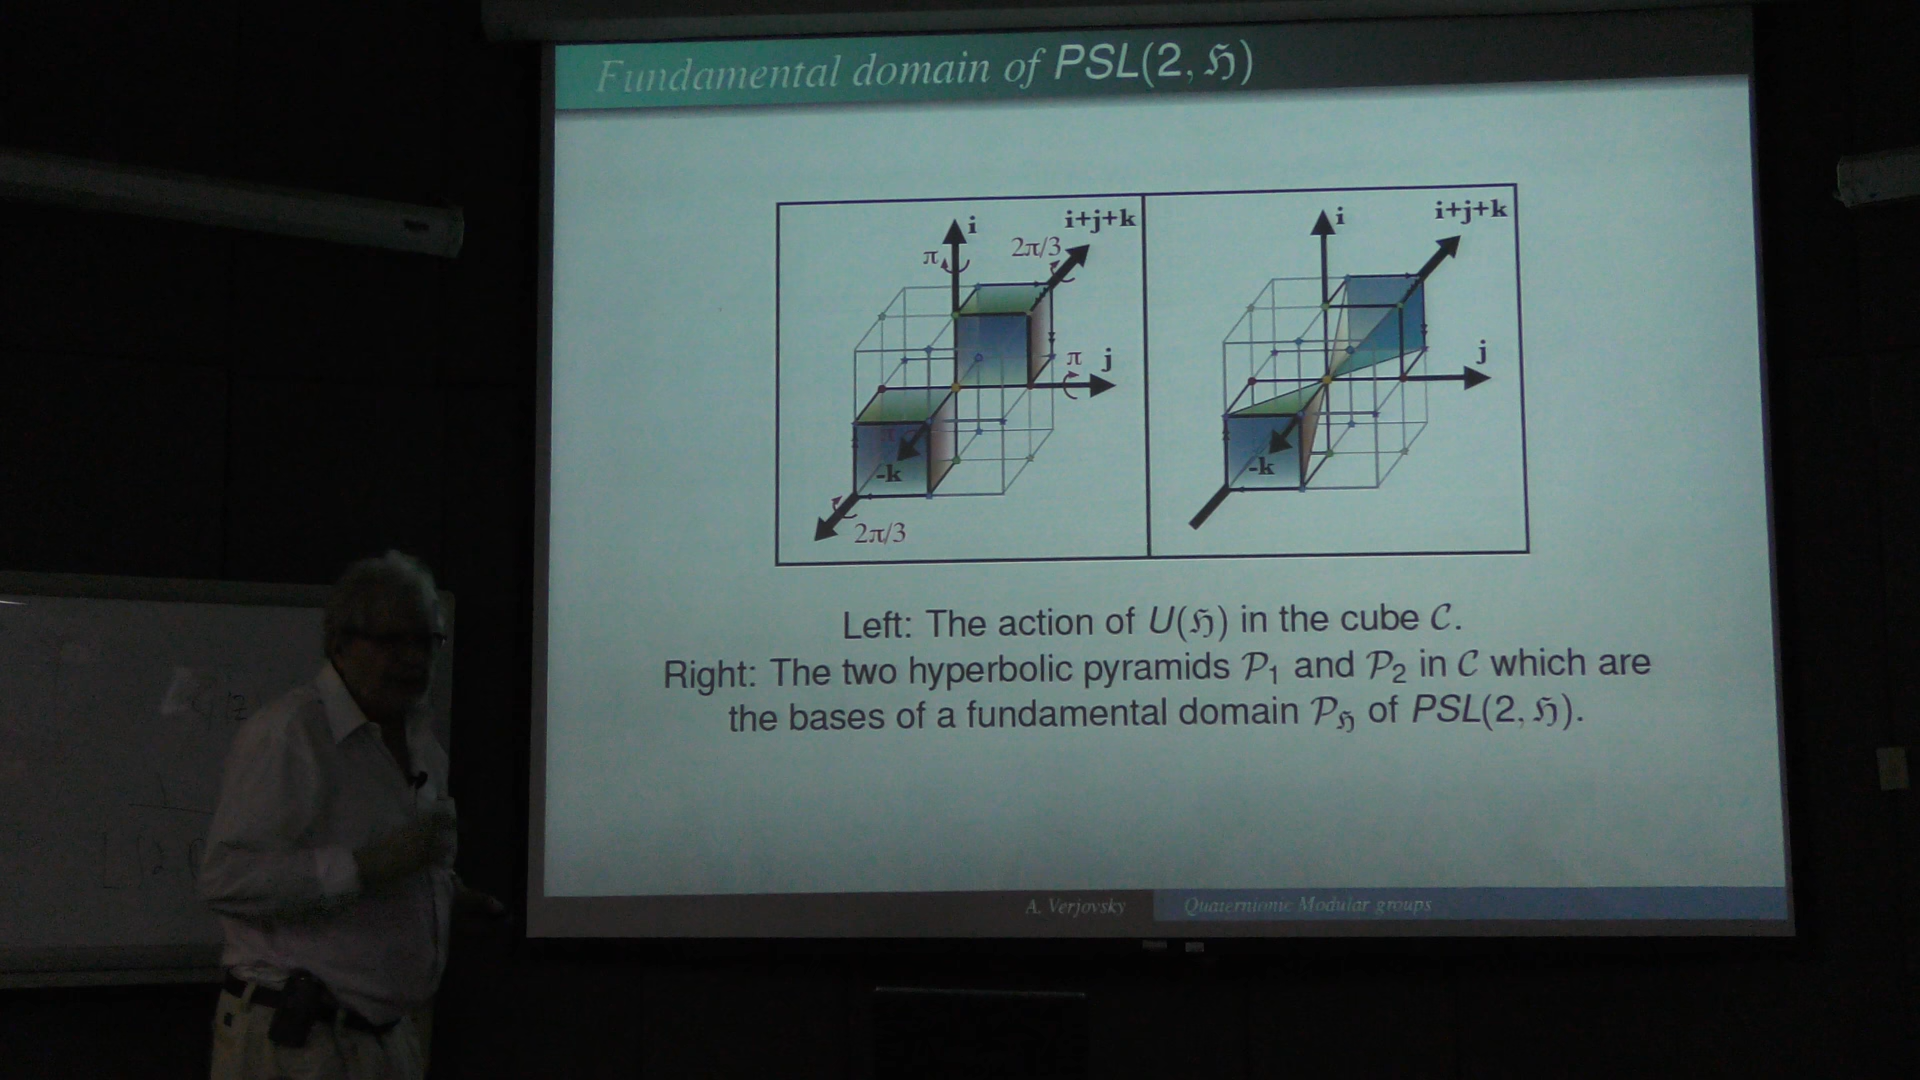 Fundamental domain of PSL(2, ℌ)
i
i+j+k
π
2π/3
π
j
-k
2π/3
i
i+j+k
j
-k
Left: The action of U(ℌ) in the cube 𝒞.
Right: The two hyperbolic pyramids 𝒫₁ and 𝒫₂ in 𝒞 which are
the bases of a fundamental domain 𝒫_ℌ of PSL(2, ℌ).
A. Verjovsky
Quaternionic Modular groups